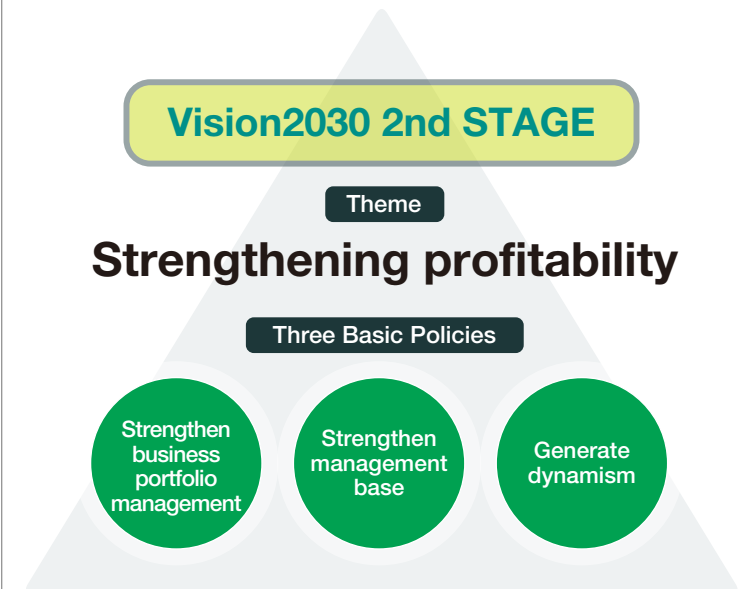 Vision2030 2nd STAGE
Theme
Strengthening profitability
Three Basic Policies
Strengthen
business
portfolio
management
Strengthen
management
base
Generate
dynamism